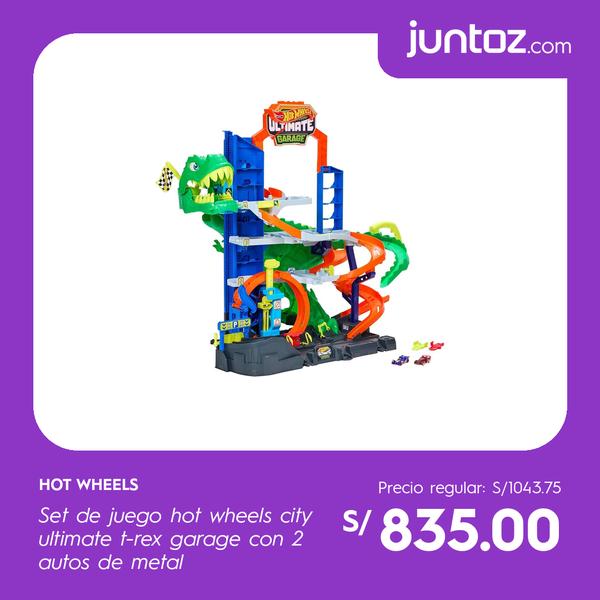 juntoz.com
HOT WHEELS
ULTIMATE
GARAGE
P
HOT WHEELS
Set de juego hot wheels city
ultimate t-rex garage con 2
autos de metal
Precio regular: S/1043.75
S/ 835.00